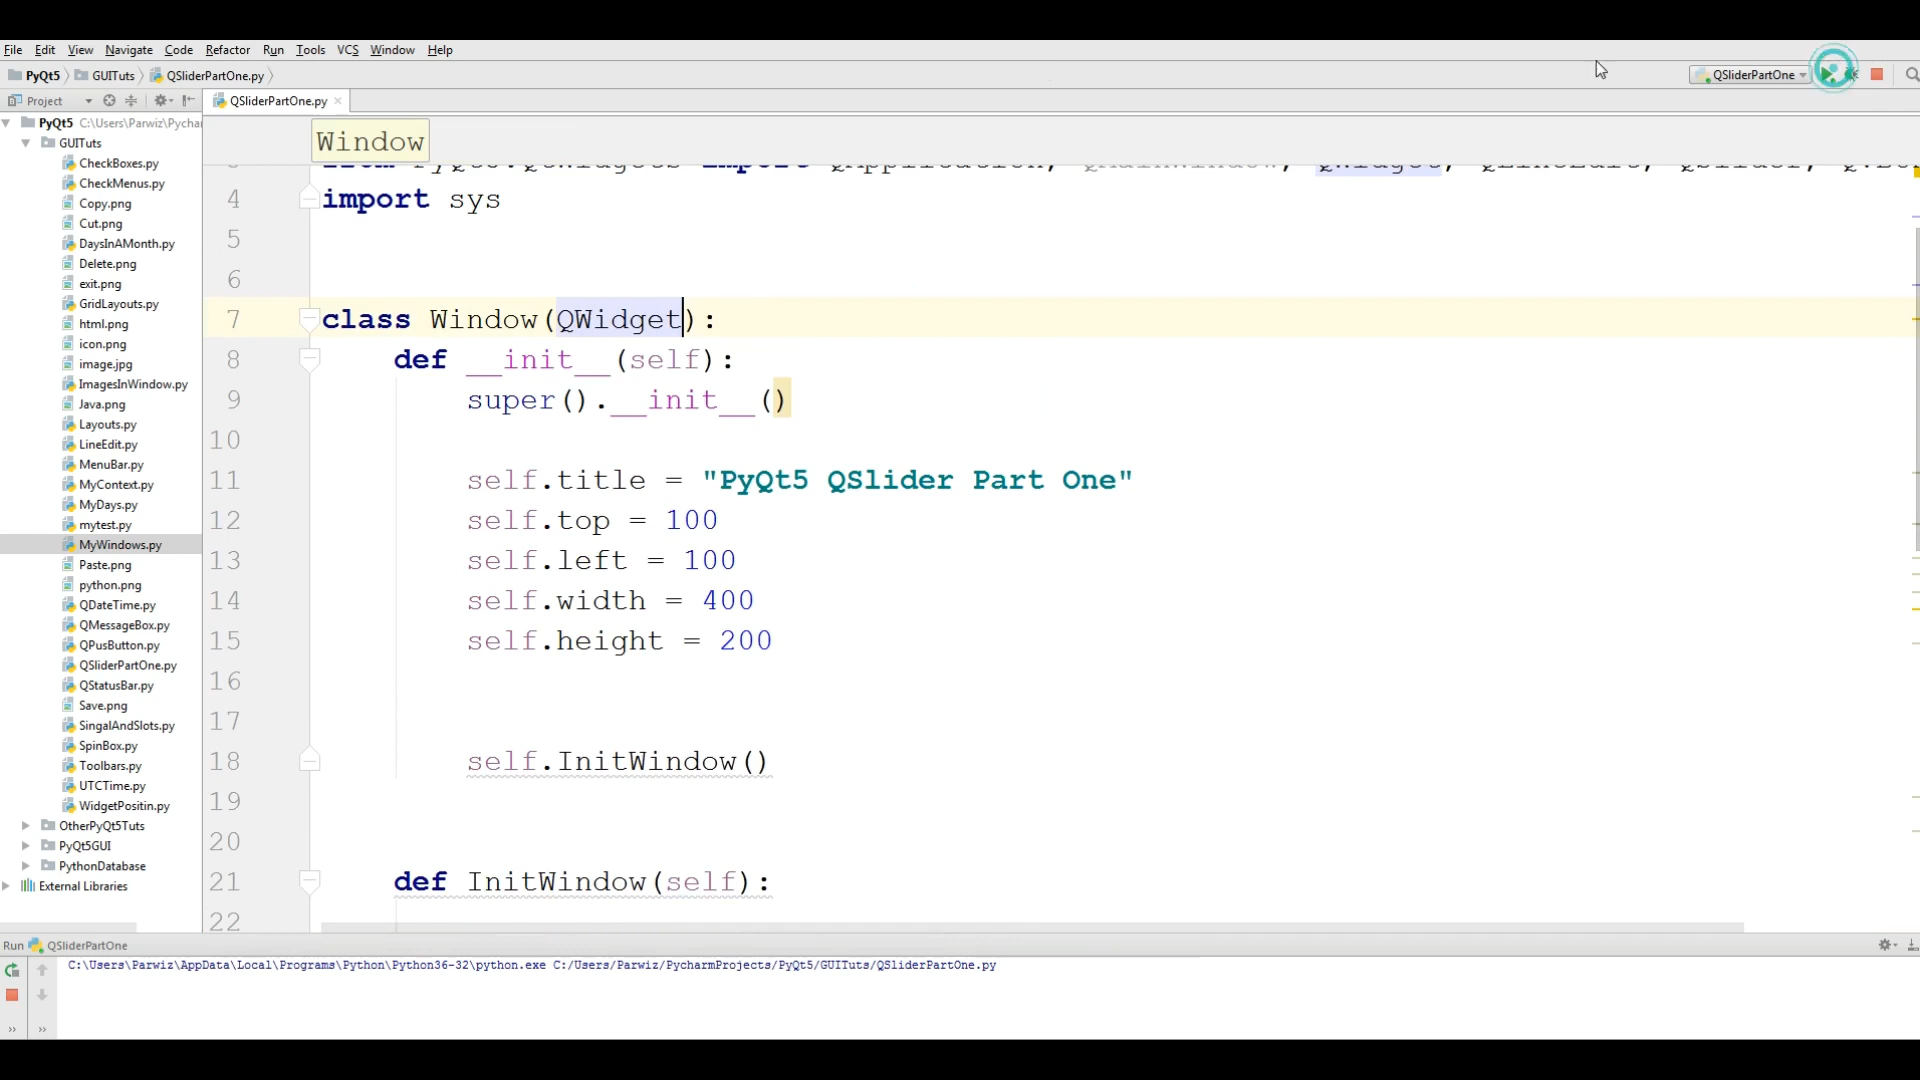 File Edit View Navigate Code Refactor Run Tools VCS Window Help
PyQt5 GUITuts QSliderPartOne.py QSliderPartOne
Project QSliderPartOne.py
PyQt5 C:\Users\Parwiz\Pychar
GUITuts
CheckBoxes.py
CheckMenus.py
Copy.png
Cut.png
DaysInAMonth.py
Delete.png
exit.png
GridLayouts.py
html.png
icon.png
image.jpg
ImagesInWindow.py
Java.png
Layouts.py
LineEdit.py
MenuBar.py
MyContext.py
MyDays.py
mytest.py
MyWindows.py
Paste.png
python.png
QDateTime.py
QMessageBox.py
QPusButton.py
QSliderPartOne.py
QStatusBar.py
Save.png
SingalAndSlots.py
SpinBox.py
Toolbars.py
UTCTime.py
WidgetPositin.py
OtherPyQt5Tuts
PyQt5GUI
PythonDatabase
External Libraries
Window
import QApplication, QMainWindow, QWidget, QLineEdit, QSlider,
4 import sys
5
6
7 class Window(QWidget):
8 def __init__(self):
9 super().__init__()
10
11 self.title = "PyQt5 QSlider Part One"
12 self.top = 100
13 self.left = 100
14 self.width = 400
15 self.height = 200
16
17
18 self.InitWindow()
19
20
21 def InitWindow(self):
22
Run QSliderPartOne
C:\Users\Parwiz\AppData\Local\Programs\Python\Python36-32\python.exe C:/Users/Parwiz/PycharmProjects/PyQt5/GUITuts/QSliderPartOne.py